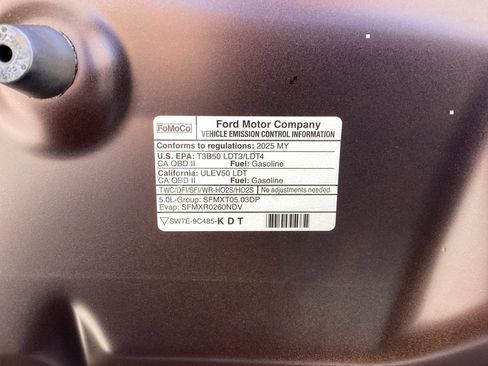 FoMoCo
Ford Motor Company
VEHICLE EMISSION CONTROL INFORMATION
Conforms to regulations: 2025 MY
U.S. EPA: T3B50 LDT3/LDT4
CA OBD II Fuel: Gasoline
California: ULEV50 LDT
CA OBD II Fuel: Gasoline
TWC/DFI/SFI/WR-HO2S/HO2S No adjustments needed.
5.0L-Group: SFMXT05.03DP
Evap: SFMXR0260NDV
SW7E-9C485-KDT